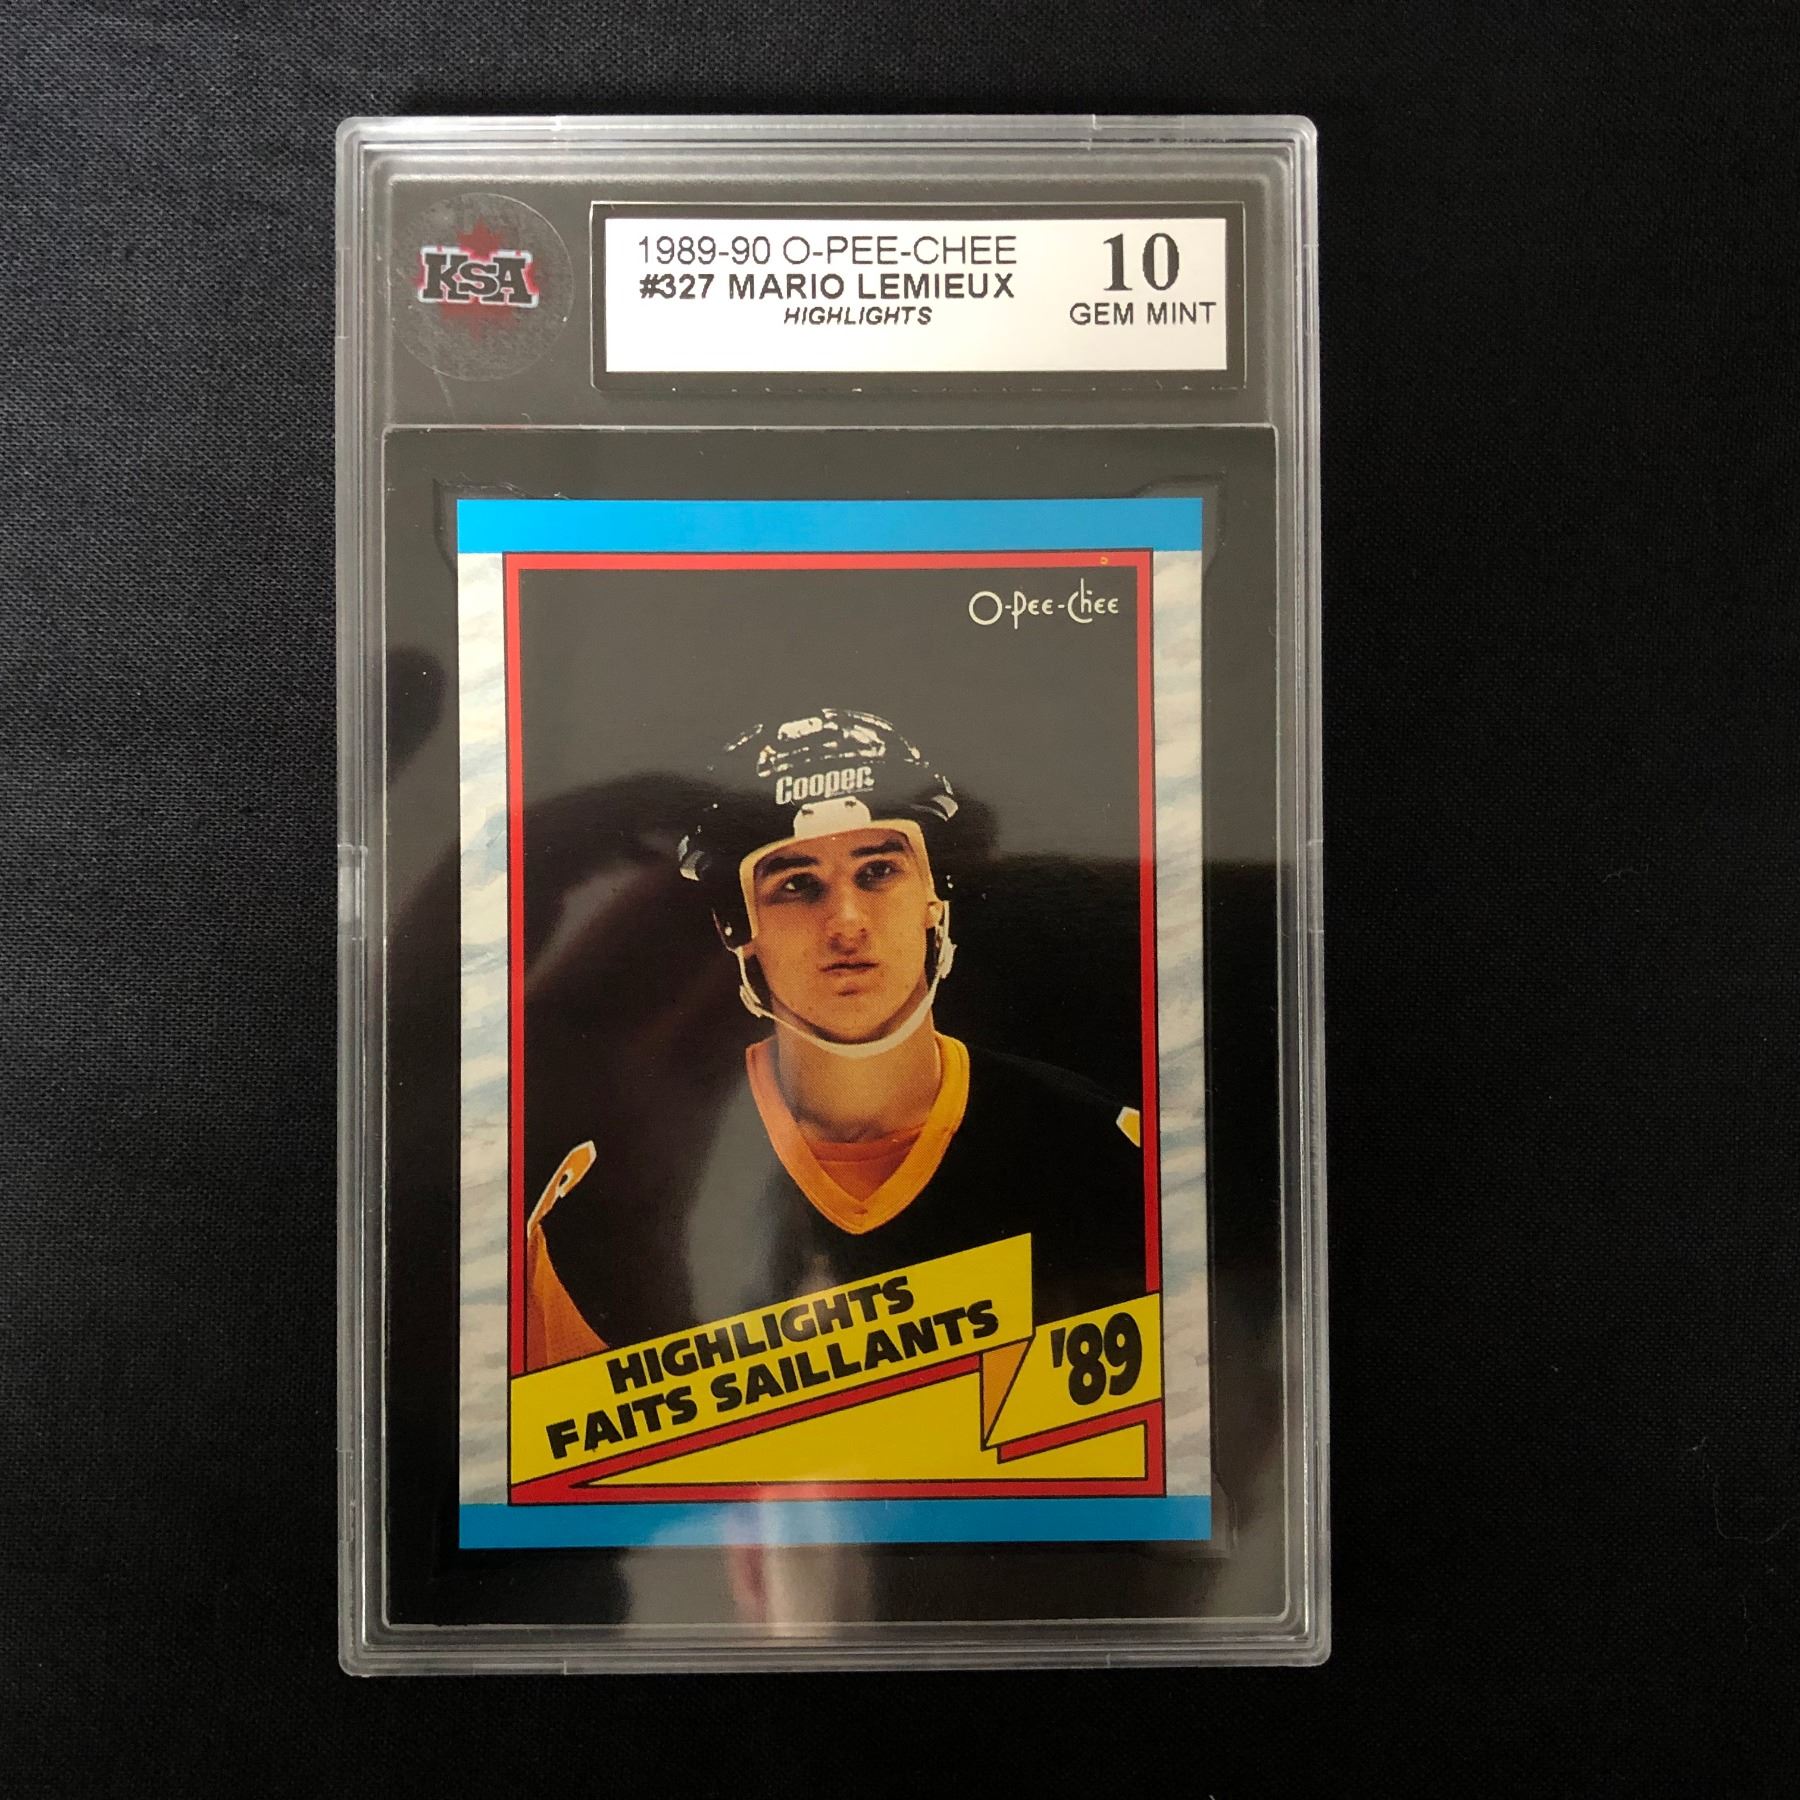 KSA
1989-90 O-PEE-CHEE
#327 MARIO LEMIEUX
HIGHLIGHTS
10
GEM MINT
O-Pee-Chee
Cooper
HIGHLIGHTS
FAITS SAILLANTS
'89